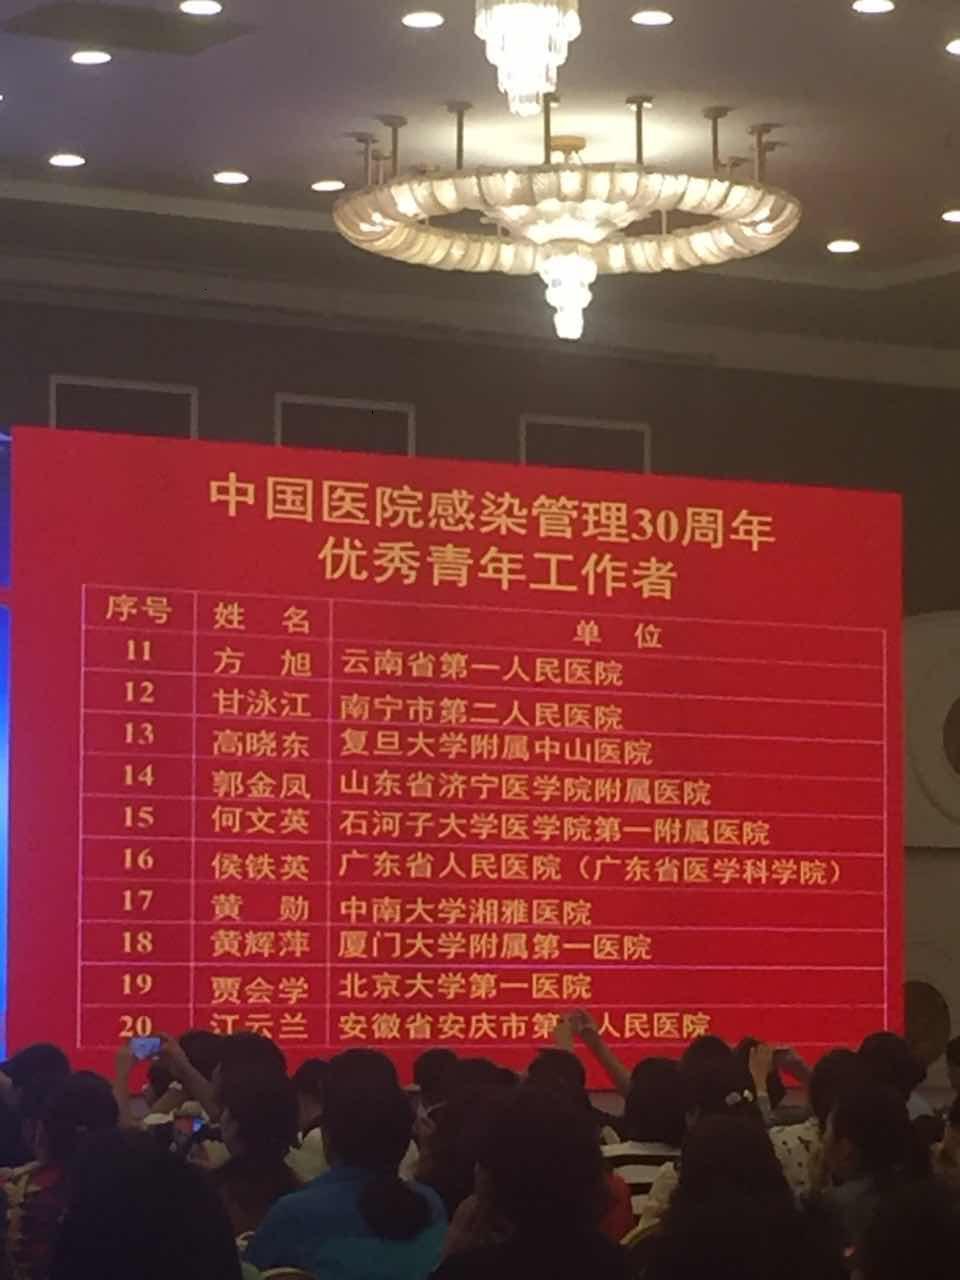 中国医院感染管理30周年
优秀青年工作者
序号 姓 名 单 位
11 方 旭 云南省第一人民医院
12 甘泳江 南宁市第二人民医院
13 高晓东 复旦大学附属中山医院
14 郭金凤 山东省济宁医学院附属医院
15 何文英 石河子大学医学院第一附属医院
16 侯铁英 广东省人民医院（广东省医学科学院）
17 黄 勋 中南大学湘雅医院
18 黄辉萍 厦门大学附属第一医院
19 贾会学 北京大学第一医院
20 江云兰 安徽省安庆市第 人民医院